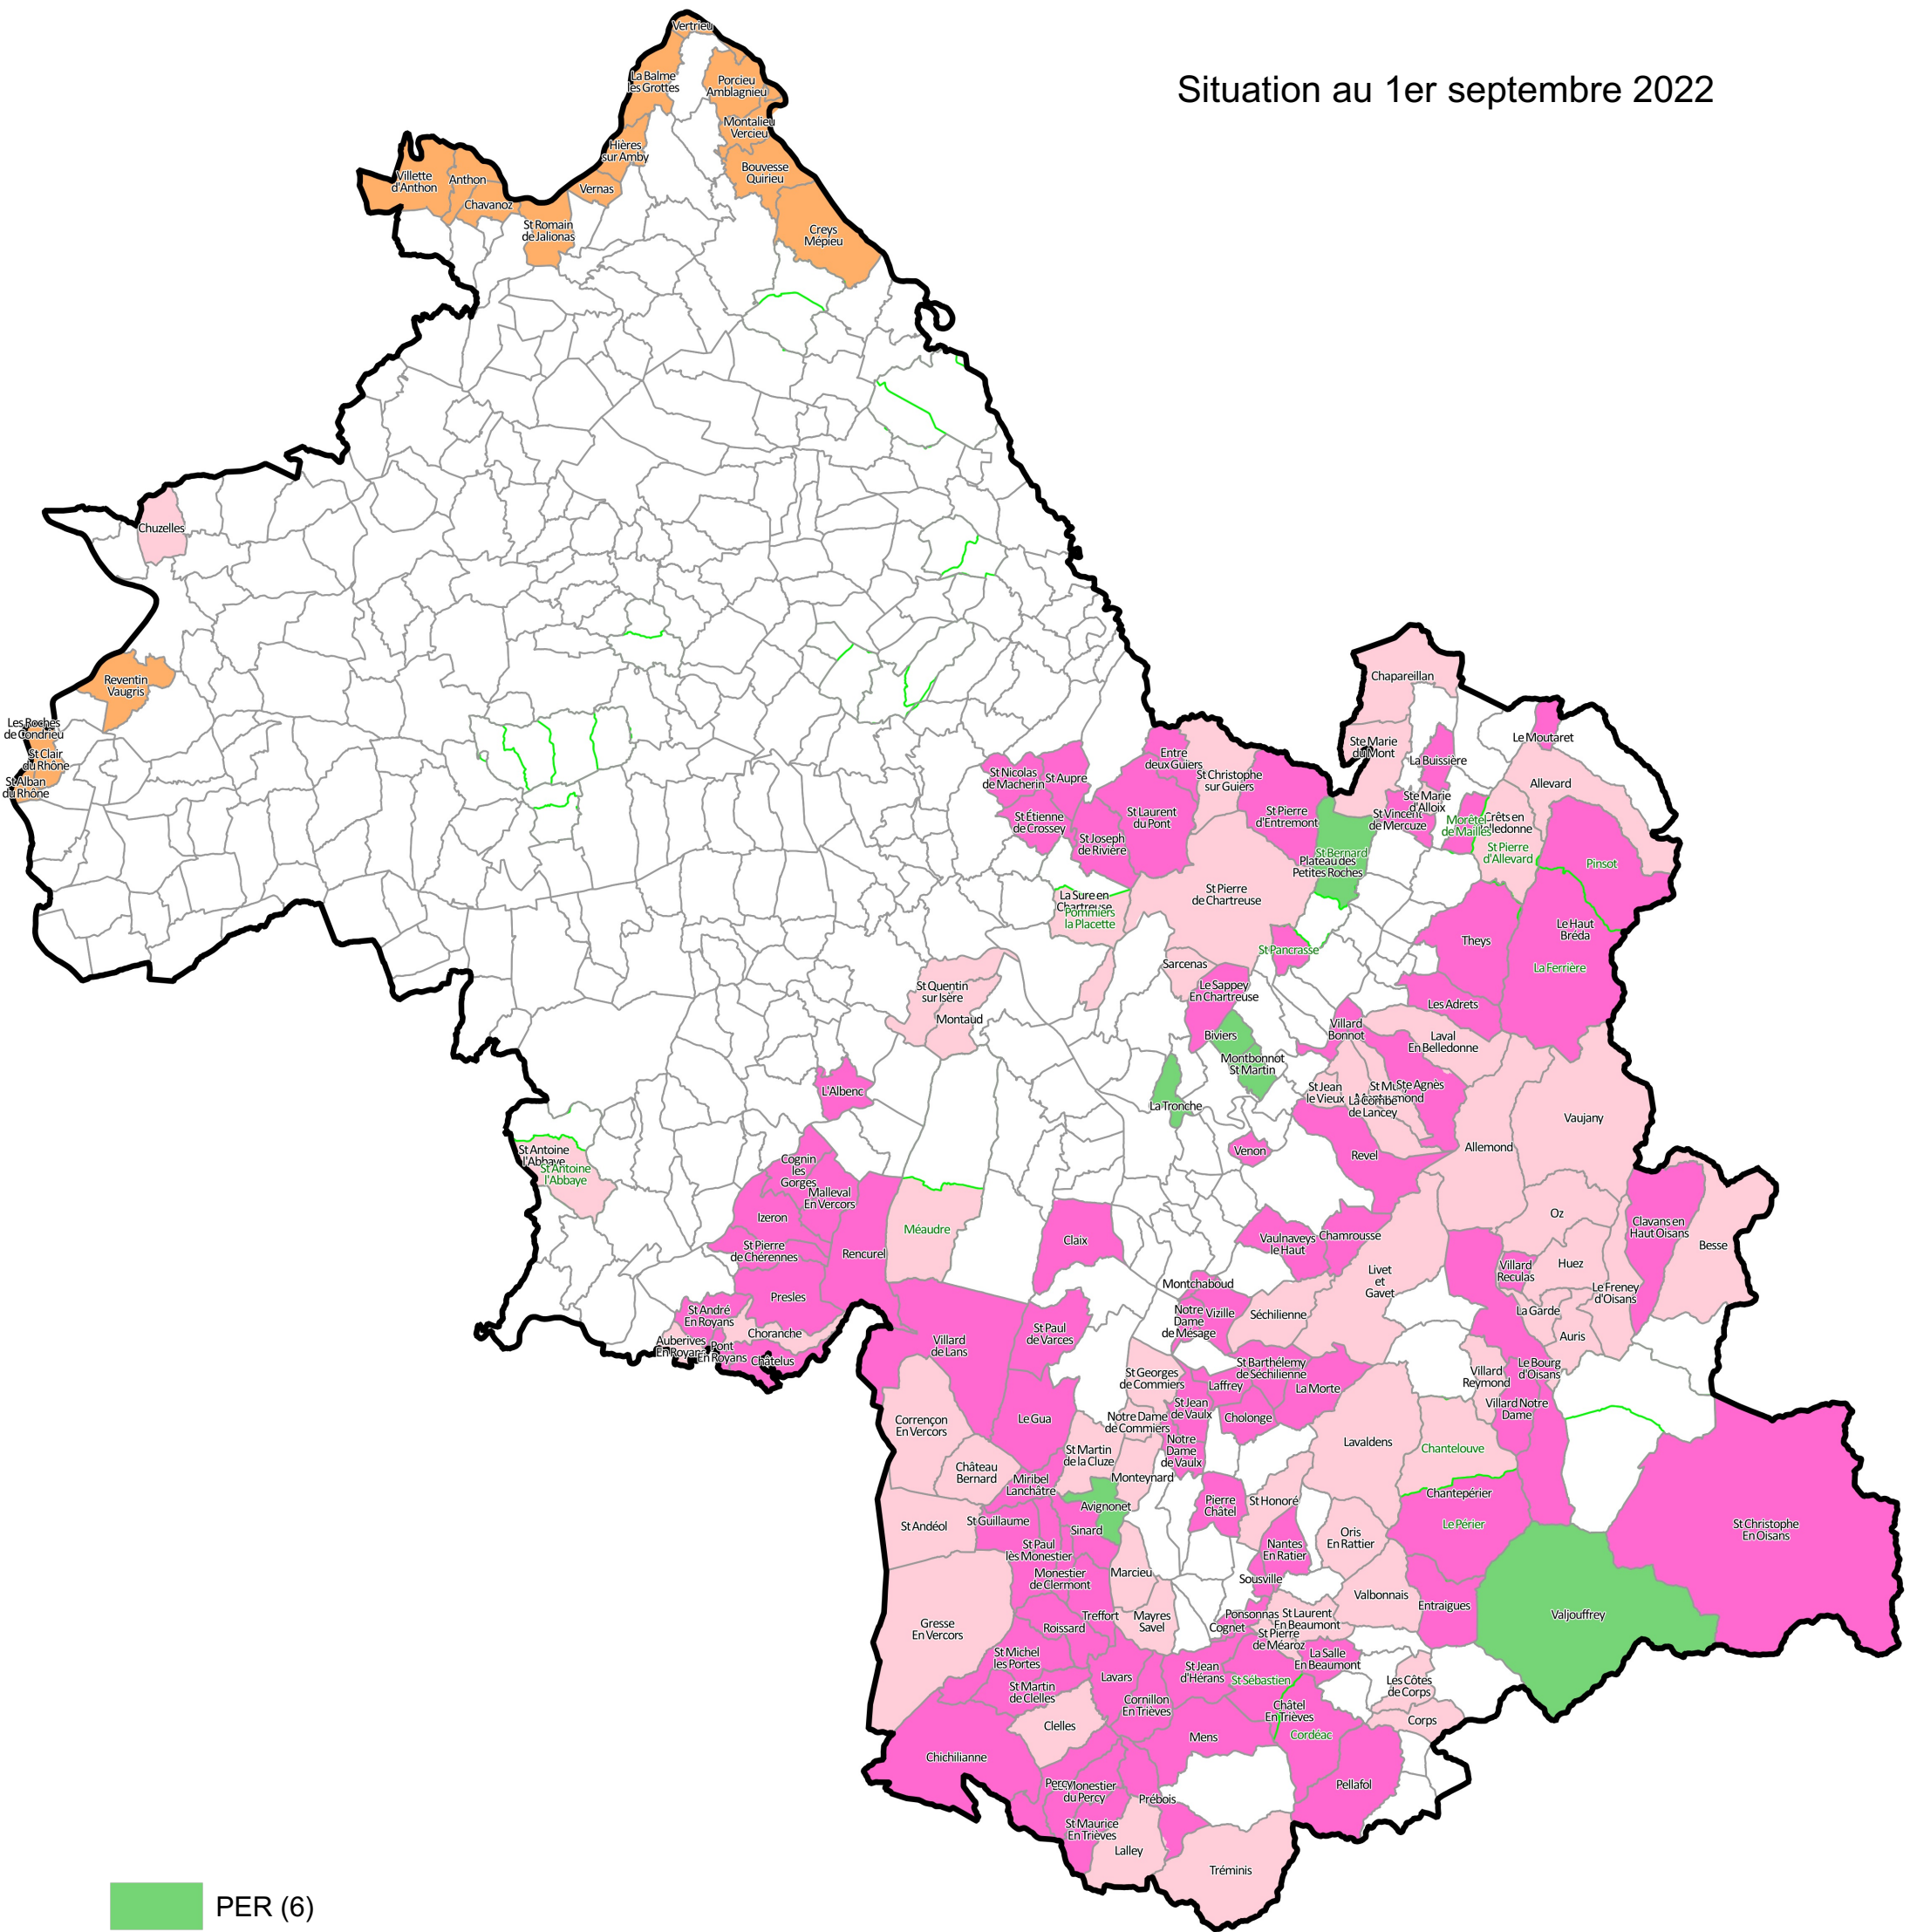 Situation au 1er septembre 2022
Vertrieu
La Balme
les Grottes
Porcieu
Amblagnieu
Montalieu
Vercieu
Hières
sur Amby
Bouvesse
Quirieu
Villette
d'Anthon
Anthon
Vernas
Chavanoz
St Romain
de Jalionas
Creys
Mépieu
Chuzelles
Reventin
Vaugris
Les Roches
de Condrieu
St Clair
du Rhône
St Alban
du Rhône
Chapareillan
Ste Marie
du Mont
La Buissière
Le Moutaret
Entre
deux Guiers
St Christophe
sur Guiers
St Nicolas
de Macherin
St Aupre
St Étienne
de Crossey
St Laurent
du Pont
St Joseph
de Rivière
St Pierre
d'Entremont
Allevard
Ste Marie
d'Alloix
St Vincent
de Mercuze
Morêtel
de Mailles
Crêts en
Belledonne
St Pierre
d'Allevard
St Bernard
Plateau des
Petites Roches
Pinsot
La Sure en
Chartreuse
Pommiers
la Placette
St Pierre
de Chartreuse
Le Haut
Bréda
Theys
St Pancrasse
La Ferrière
Sarcenas
Le Sappey
En Chartreuse
St Quentin
sur Isère
Montaud
Les Adrets
Villard
Bonnot
Biviers
Laval
En Belledonne
Montbonnot
St Martin
L'Albenc
La Tronche
St Jean
le Vieux
Ste Agnès
La Combe
de Lancey
Vaujany
Allemond
Venon
Revel
St Antoine
l'Abbaye
St Antoine
l'Abbaye
Cognin
les
Gorges
Malleval
En Vercors
Izeron
St Pierre
de Chérennes
Rencurel
Méaudre
Claix
Vaulnaveys
le Haut
Chamrousse
Oz
Clavans en
Haut Oisans
Besse
Villard
Reculas
Huez
Le Freney
d'Oisans
Livet
et
Gavet
Montchaboud
Presles
St André
En Royans
Choranche
Auberives
En Royans
Pont
En Royans
Châtelus
Villard
de Lans
St Paul
de Varces
Notre
Dame
de Mesage
Vizille
Séchilienne
La Garde
Auris
St Georges
de Commiers
St Barthélemy
de Séchilienne
Laffrey
La Morte
Villard
Reymond
Le Bourg
d'Oisans
Corrençon
En Vercors
Le Gua
Notre Dame
de Commiers
St Jean
de Vaulx
Cholonge
Villard Notre
Dame
Notre
Dame
de Vaulx
Lavaldens
Chantelouve
St Martin
de la Cluze
Château
Bernard
Miribel
Lanchâtre
Monteynard
Pierre
Châtel
St Honoré
Chantepérier
Le Périer
Avignonet
St Andéol
St Guillaume
Sinard
Oris
En Rattier
St Christophe
En Oisans
St Paul
lès Monestier
Nantes
En Ratier
Monestier
de Clermont
Marcieu
Sousville
Valbonnais
Entraigues
Valjouffrey
Gresse
En Vercors
Roissard
Treffort
Mayres
Savel
Ponsonnas
Cognet
St Laurent
En Beaumont
St Pierre
de Méaroz
La Salle
En Beaumont
St Michel
les Portes
Lavars
St Jean
d'Hérans
St Sébastien
Les Côtes
de Corps
St Martin
de Clelles
Cornillon
En Trièves
Châtel
En Trièves
Corps
Clelles
Mens
Cordéac
Chichilianne
Percy
Le Monestier
du Percy
Pellafol
Prébois
St Maurice
En Trièves
Lalley
Tréminis
PER (6)